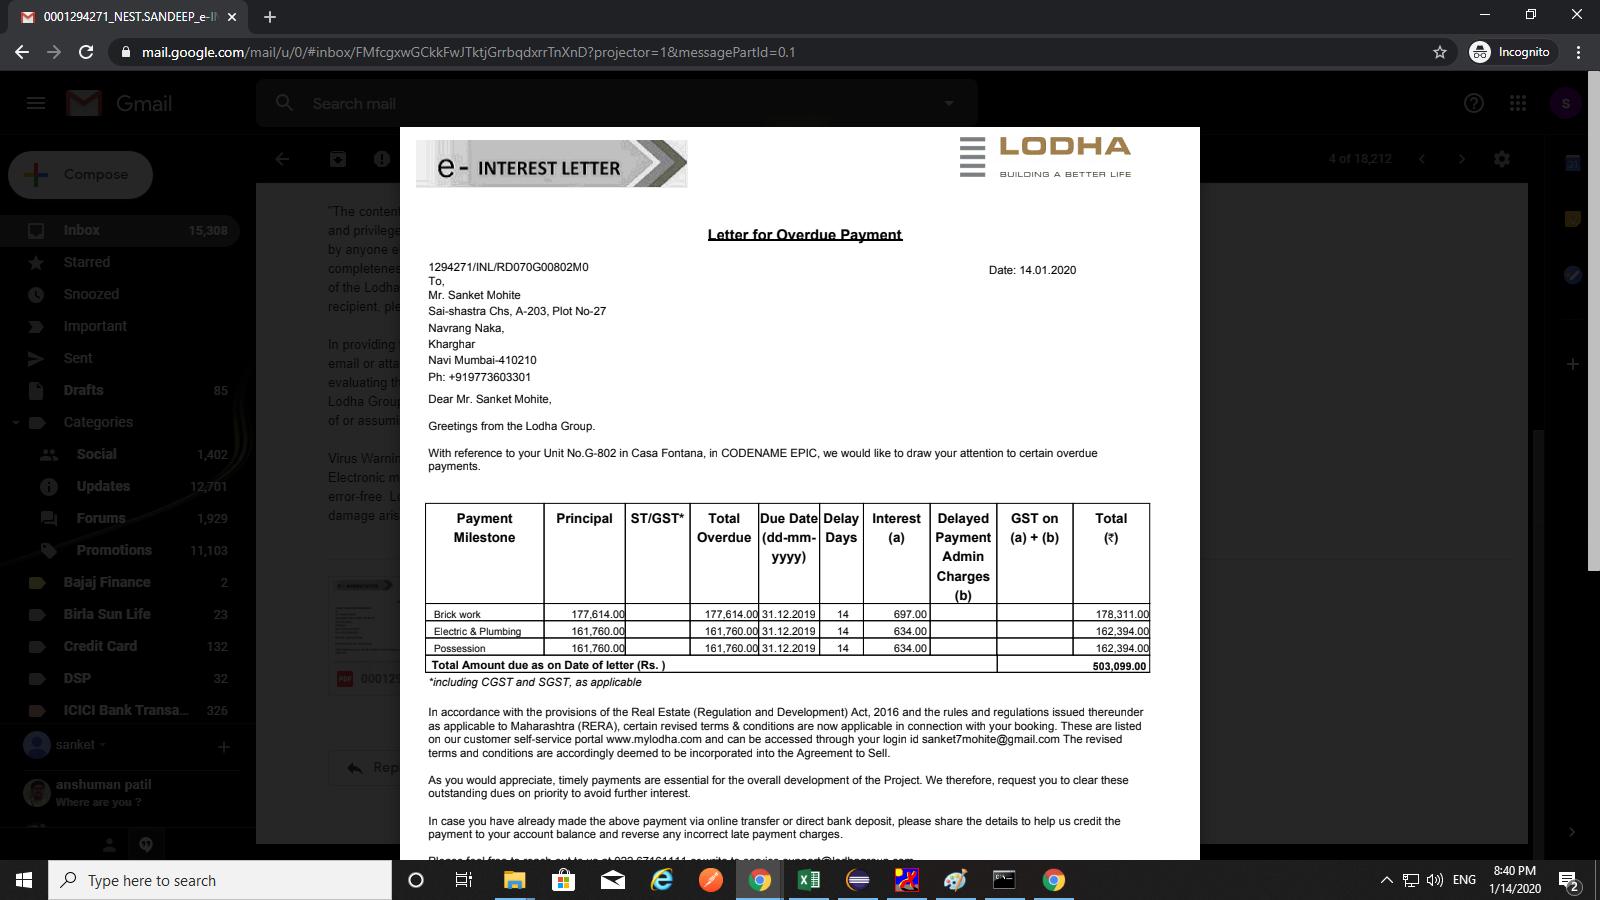 0001294271_NEST.SANDEEP_e-IN
mail.google.com/mail/u/0/#inbox/FMfcgxwGCkkFwJTktjGrrbqdxrrTnXnD?projector=1&messagePartId=0.1
Incognito
Gmail
Search mail
S
Compose
4 of 18,212
Inbox 15,308
Starred
Snoozed
Important
Sent
Drafts 85
Categories
Social 1,402
Updates 12,701
Forums 1,929
Promotions 11,103
Bajaj Finance 2
Birla Sun Life 23
Credit Card 132
DSP 32
ICICI Bank Transa... 326
sanket
anshuman patil
Where are you ?
"The content
and privilege
by anyone e
completenes
of the Lodha
recipient, ple
In providing
email or atta
evaluating th
Lodha Group
of or assumi
Virus Warnin
Electronic m
error-free. Lo
damage aris
PDF 000129
Rep
e- INTEREST LETTER
LODHA
BUILDING A BETTER LIFE
Letter for Overdue Payment
1294271/INL/RD070G00802M0
Date: 14.01.2020
To,
Mr. Sanket Mohite
Sai-shastra Chs, A-203, Plot No-27
Navrang Naka,
Kharghar
Navi Mumbai-410210
Ph: +919773603301
Dear Mr. Sanket Mohite,
Greetings from the Lodha Group.
With reference to your Unit No.G-802 in Casa Fontana, in CODENAME EPIC, we would like to draw your attention to certain overdue
payments.
Payment Principal ST/GST* Total Due Date Delay Interest Delayed GST on Total
Milestone Overdue (dd-mm- Days (a) Payment (a) + (b) (₹)
yyyy) Admin
Charges
(b)
Brick work 177,614.00 177,614.00 31.12.2019 14 697.00 178,311.00
Electric & Plumbing 161,760.00 161,760.00 31.12.2019 14 634.00 162,394.00
Possession 161,760.00 161,760.00 31.12.2019 14 634.00 162,394.00
Total Amount due as on Date of letter (Rs. ) 503,099.00
*including CGST and SGST, as applicable
In accordance with the provisions of the Real Estate (Regulation and Development) Act, 2016 and the rules and regulations issued thereunder
as applicable to Maharashtra (RERA), certain revised terms & conditions are now applicable in connection with your booking. These are listed
on our customer self-service portal www.mylodha.com and can be accessed through your login id sanket7mohite@gmail.com The revised
terms and conditions are accordingly deemed to be incorporated into the Agreement to Sell.
As you would appreciate, timely payments are essential for the overall development of the Project. We therefore, request you to clear these
outstanding dues on priority to avoid further interest.
In case you have already made the above payment via online transfer or direct bank deposit, please share the details to help us credit the
payment to your account balance and reverse any incorrect late payment charges.
Type here to search
ENG
8:40 PM
1/14/2020
2